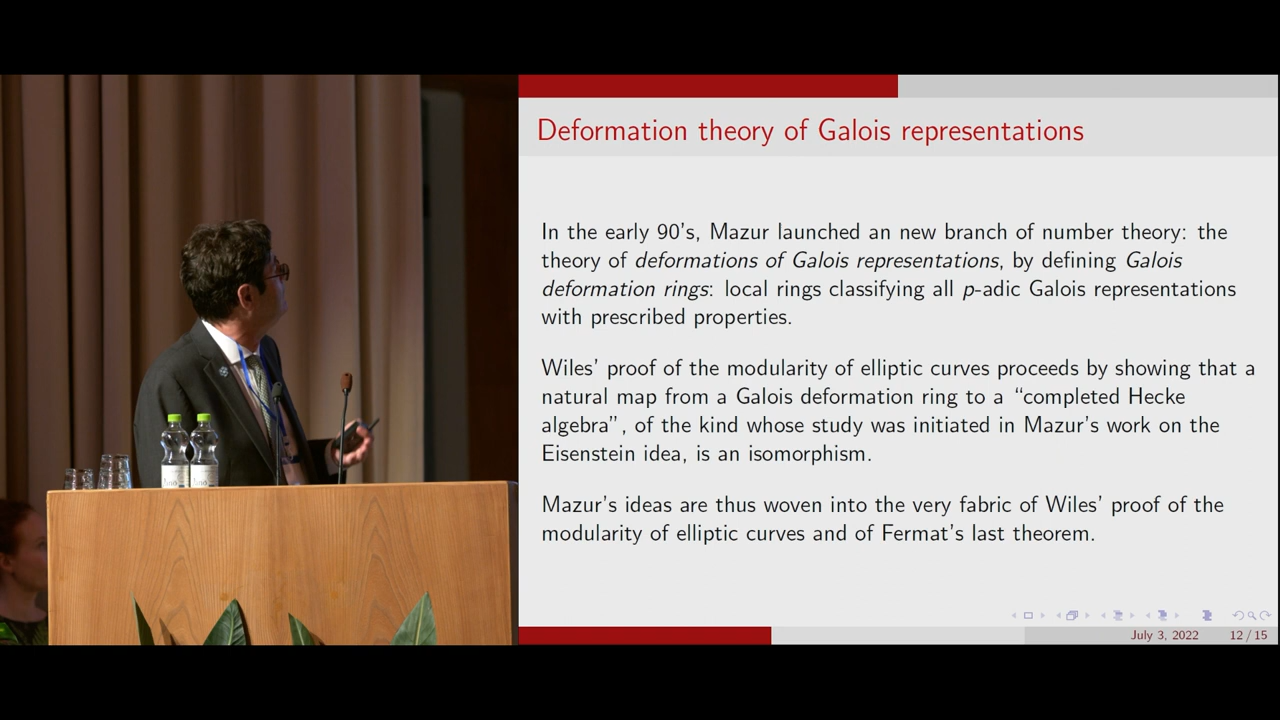 Deformation theory of Galois representations
In the early 90's, Mazur launched an new branch of number theory: the
theory of deformations of Galois representations, by defining Galois
deformation rings: local rings classifying all p-adic Galois representations
with prescribed properties.
Wiles' proof of the modularity of elliptic curves proceeds by showing that a
natural map from a Galois deformation ring to a “completed Hecke
algebra”, of the kind whose study was initiated in Mazur's work on the
Eisenstein idea, is an isomorphism.
Mazur's ideas are thus woven into the very fabric of Wiles' proof of the
modularity of elliptic curves and of Fermat's last theorem.
July 3, 2022 12 / 15